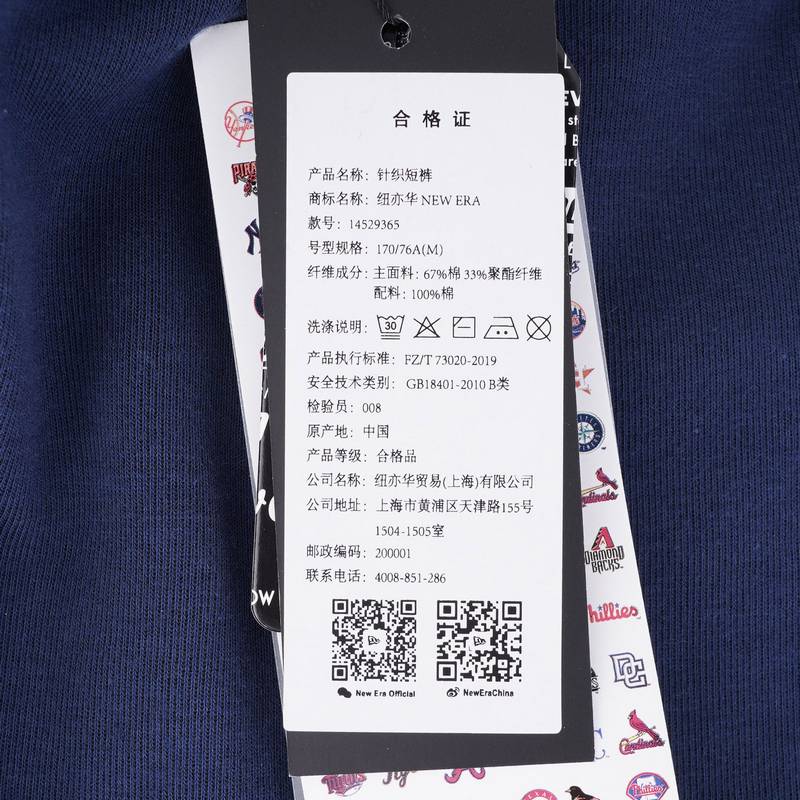 合格证
产品名称：针织短裤
商标名称：纽亦华 NEW ERA
款号：14529365
号型规格：170/76A(M)
纤维成分：主面料：67%棉 33%聚酯纤维
配料：100%棉
洗涤说明：30
产品执行标准：FZ/T 73020-2019
安全技术类别：GB18401-2010 B类
检验员：008
原产地：中国
产品等级：合格品
公司名称：纽亦华贸易(上海)有限公司
公司地址：上海市黄浦区天津路155号
1504-1505室
邮政编码：200001
联系电话：4008-851-286
New Era Official
NewEraChina
Cardinals
DIAMOND
BACKS
Phillies
Cardinals